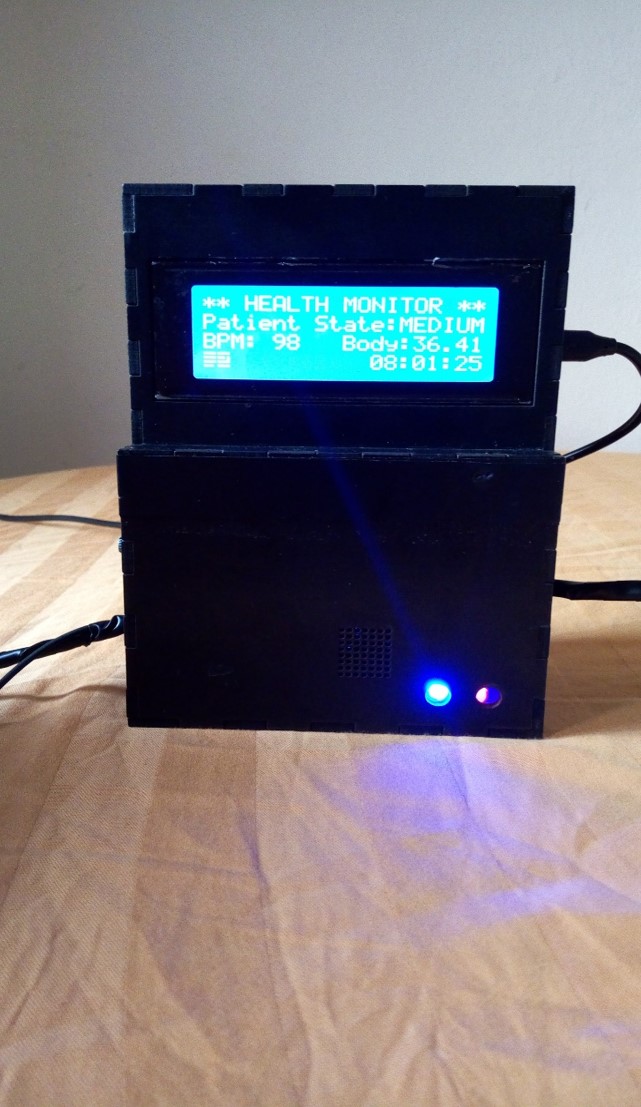 ** HEALTH MONITOR **
Patient State:MEDIUM
BPM: 98 Body:36.41
08:01:25